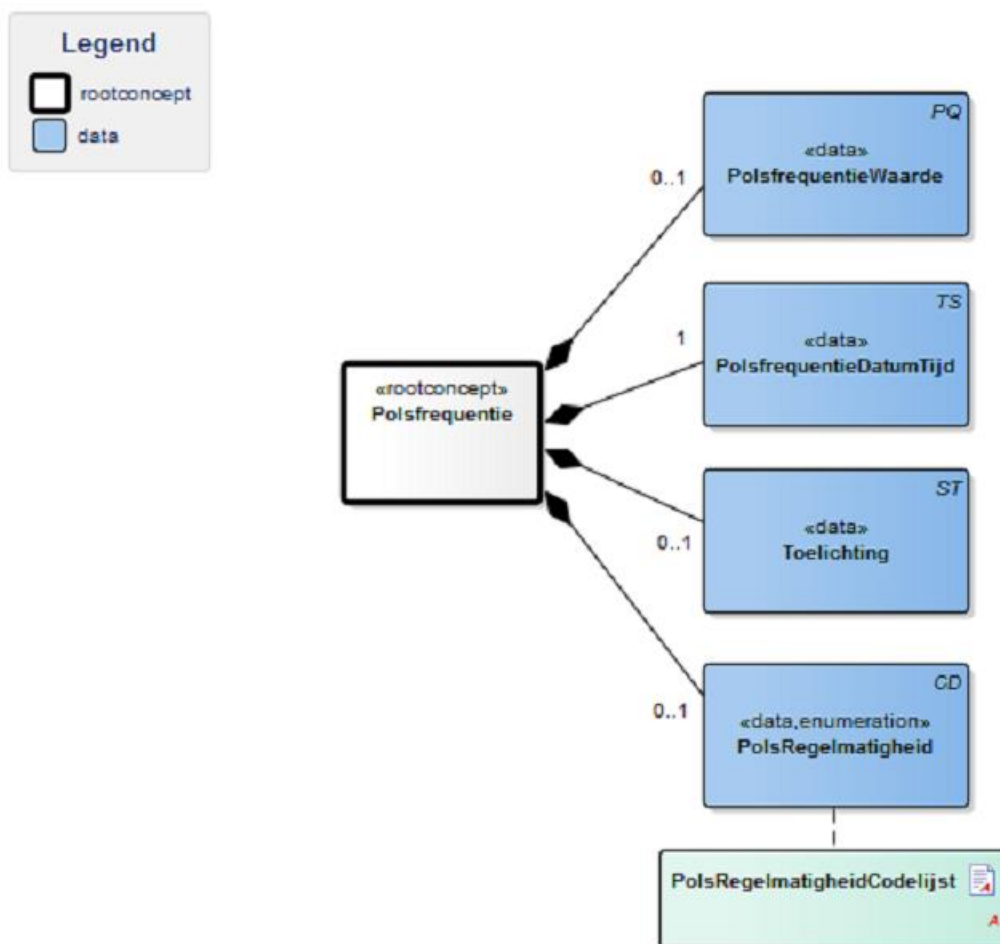 Legend
rootconcept
data
PQ
«data»
PolsfrequentieWaarde
0..1
TS
«data»
PolsfrequentieDatumTijd
1
«rootconcept»
Polsfrequentie
ST
«data»
Toelichting
0..1
CD
«data,enumeration»
PolsRegelmatigheid
0..1
PolsRegelmatigheidCodelijst
A